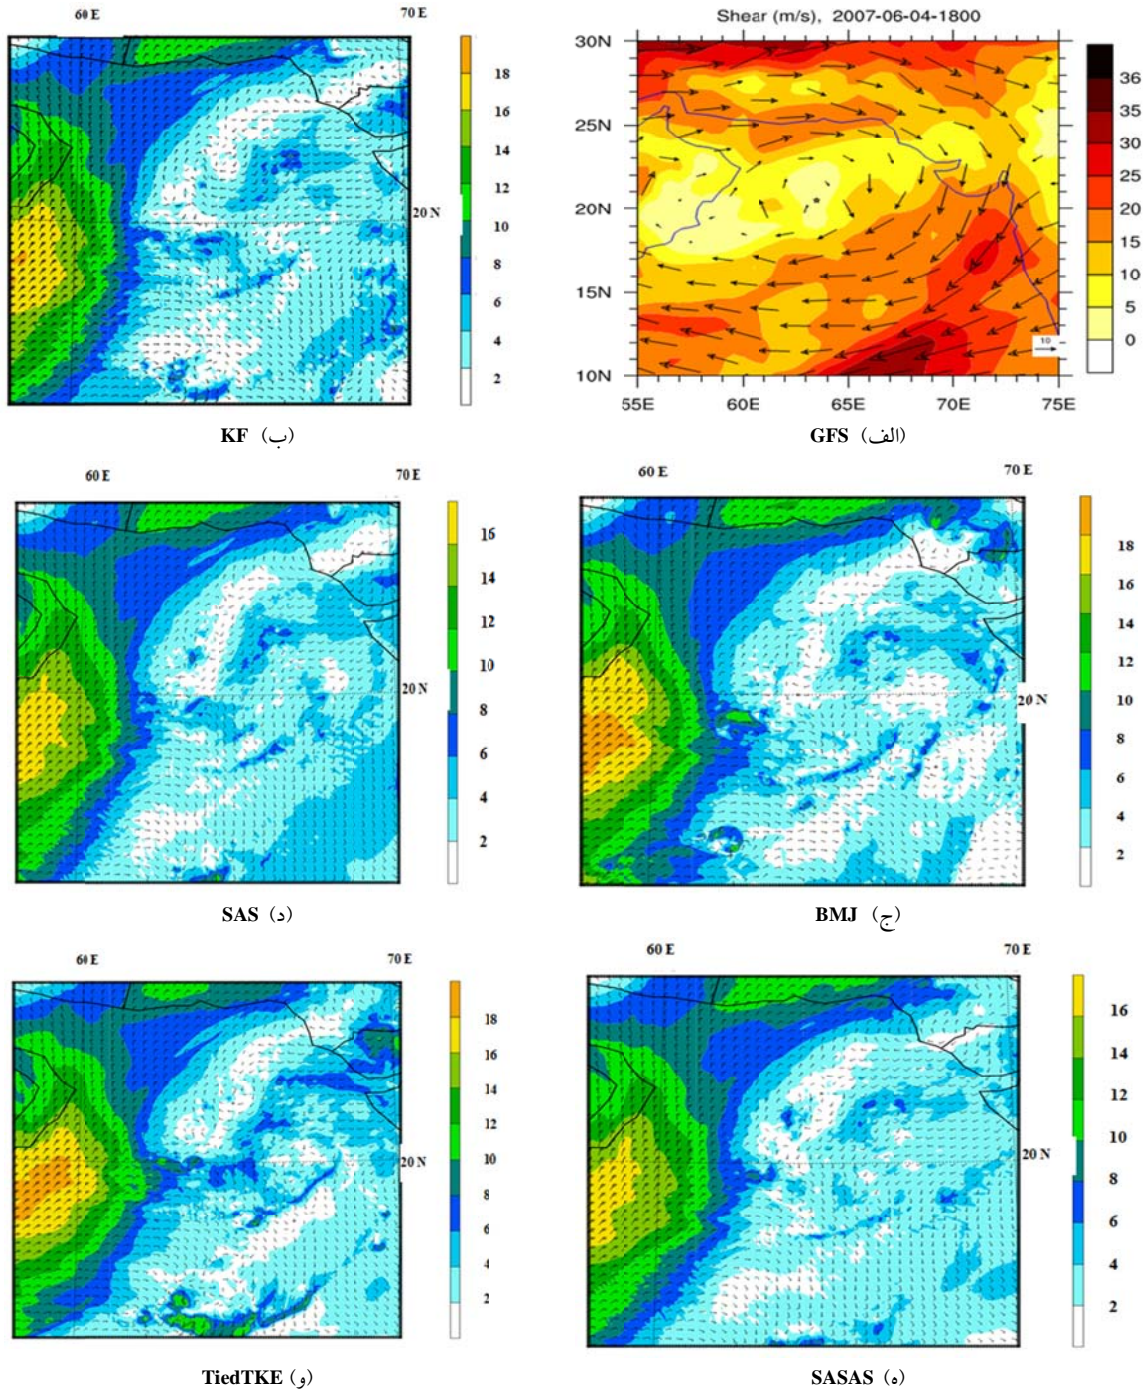 60 E
70 E
20 N
18
16
14
12
10
8
6
4
2
KF (ب)
Shear (m/s), 2007-06-04-1800
30N
25N
20N
15N
10N
55E 60E 65E 70E 75E
10
36
35
30
25
20
15
10
5
0
GFS (الف)
60 E
70 E
20 N
15
14
12
10
8
6
4
2
SAS (د)
60 E
70 E
20 N
18
16
14
12
10
8
6
4
2
BMJ (ج)
60 E
70 E
20 N
18
16
14
12
10
8
6
4
2
TiedTKE (و)
60 E
70 E
20 N
16
14
12
10
8
6
4
2
SASAS (ه)